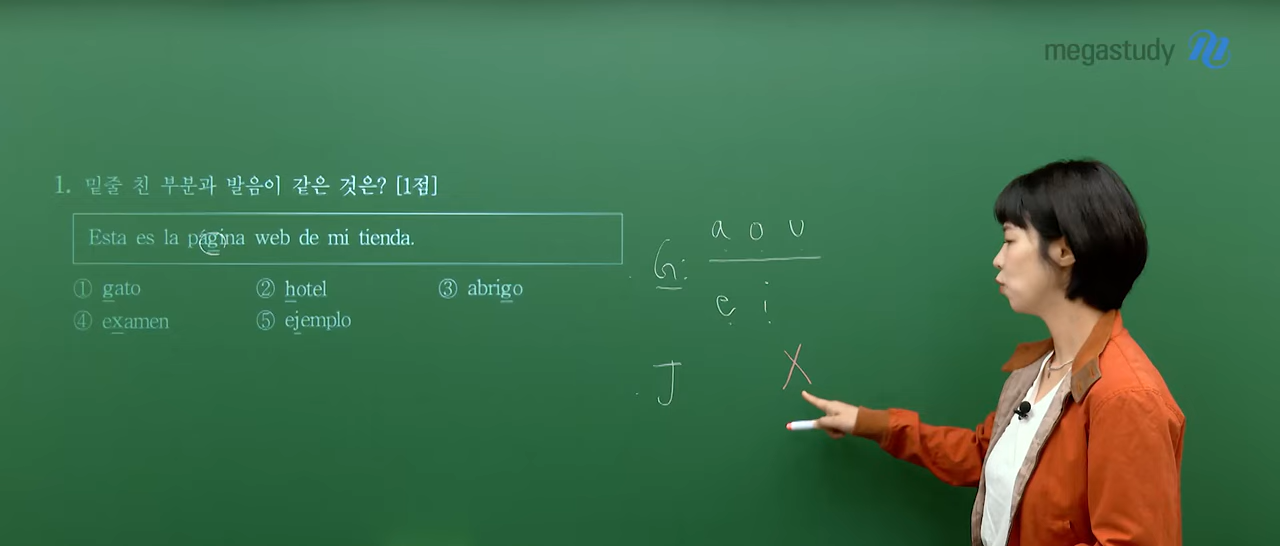 megastudy
1. 밑줄 친 부분과 발음이 같은 것은? [1점]
Esta es la página web de mi tienda.
① gato ② hotel ③ abrigo
④ examen ⑤ ejemplo
a o u
G:
e i
J X